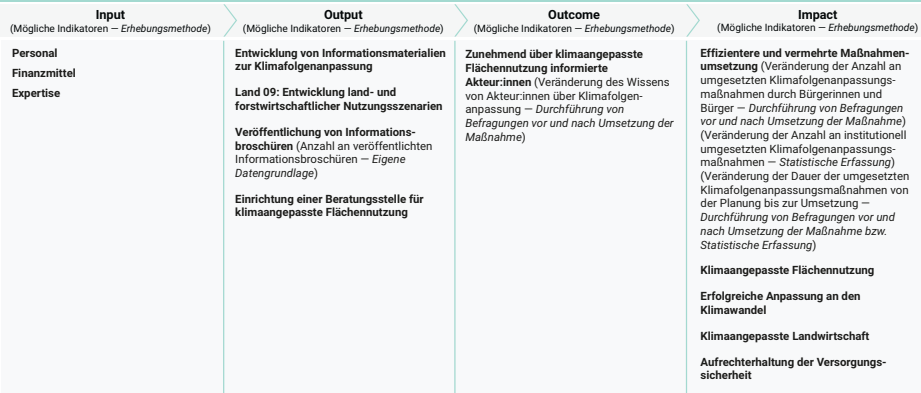 Input
(Mögliche Indikatoren — Erhebungsmethode)
Personal
Finanzmittel
Expertise
Output
(Mögliche Indikatoren — Erhebungsmethode)
Entwicklung von Informationsmaterialien
zur Klimafolgenanpassung
Land 09: Entwicklung land- und
forstwirtschaftlicher Nutzungsszenarien
Veröffentlichung von Informations-
broschüren (Anzahl an veröffentlichten
Informationsbroschüren — Eigene
Datengrundlage)
Einrichtung einer Beratungsstelle für
klimaangepasste Flächennutzung
Outcome
(Mögliche Indikatoren — Erhebungsmethode)
Zunehmend über klimaangepasste
Flächennutzung informierte
Akteur:innen (Veränderung des Wissens
von Akteur:innen über Klimafolgen-
anpassung — Durchführung von
Befragungen vor und nach Umsetzung der
Maßnahme)
Impact
(Mögliche Indikatoren — Erhebungsmethode)
Effizientere und vermehrte Maßnahmen-
umsetzung (Veränderung der Anzahl an
umgesetzten Klimafolgenanpassungs-
maßnahmen durch Bürgerinnen und
Bürger — Durchführung von Befragungen
vor und nach Umsetzung der Maßnahme)
(Veränderung der Anzahl an institutionell
umgesetzten Klimafolgenanpassungs-
maßnahmen — Statistische Erfassung)
(Veränderung der Dauer der umgesetzten
Klimafolgenanpassungsmaßnahmen von
der Planung bis zur Umsetzung —
Durchführung von Befragungen vor und
nach Umsetzung der Maßnahme bzw.
Statistische Erfassung)
Klimaangepasste Flächennutzung
Erfolgreiche Anpassung an den
Klimawandel
Klimaangepasste Landwirtschaft
Aufrechterhaltung der Versorgungs-
sicherheit